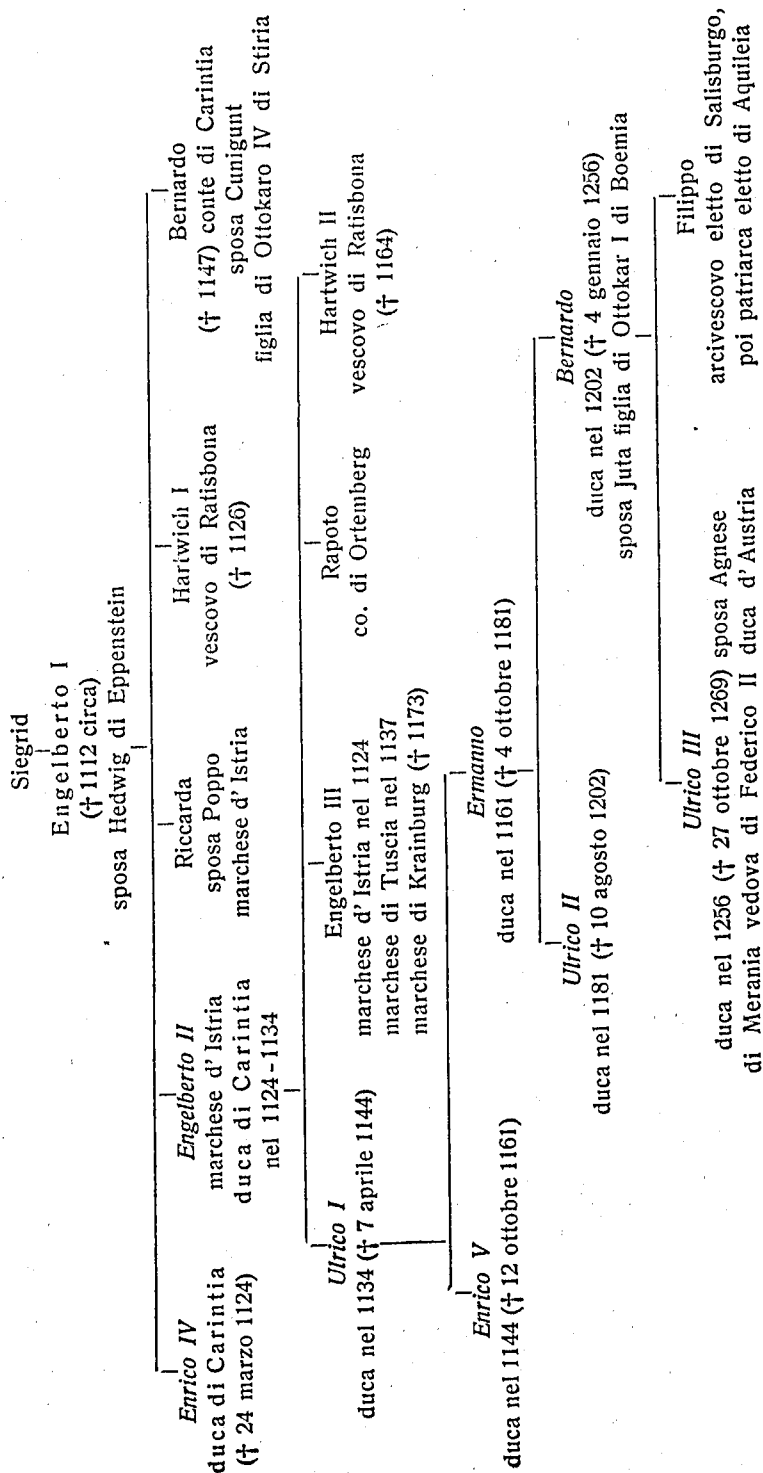 Siegrid
Engelberto I
(† 1112 circa)
sposa Hedwig di Eppenstein
Enrico IV
duca di Carintia
(† 24 marzo 1124)
Engelberto II
marchese d'Istria
duca di Carintia
nel 1124-1134
Riccarda
sposa Poppo
marchese d'Istria
Hartwich I
vescovo di Ratisbona
(† 1126)
Bernardo
(† 1147) conte di Carintia
sposa Cunigunt
figlia di Ottokaro IV di Stiria
Ulrico I
duca nel 1134 († 7 aprile 1144)
Engelberto III
marchese d'Istria nel 1124
marchese di Tuscia nel 1137
marchese di Krainburg († 1173)
Rapoto
co. di Ortemberg
Hartwich II
vescovo di Ratisbona
(† 1164)
Enrico V
duca nel 1144 († 12 ottobre 1161)
Ermanno
duca nel 1161 († 4 ottobre 1181)
Ulrico II
duca nel 1181 († 10 agosto 1202)
Bernardo
duca nel 1202 († 4 gennaio 1256)
sposa Juta figlia di Ottokar I di Boemia
Ulrico III
duca nel 1256 († 27 ottobre 1269) sposa Agnese
di Merania vedova di Federico II duca d'Austria
Filippo
arcivescovo eletto di Salisburgo,
poi patriarca eletto di Aquileia